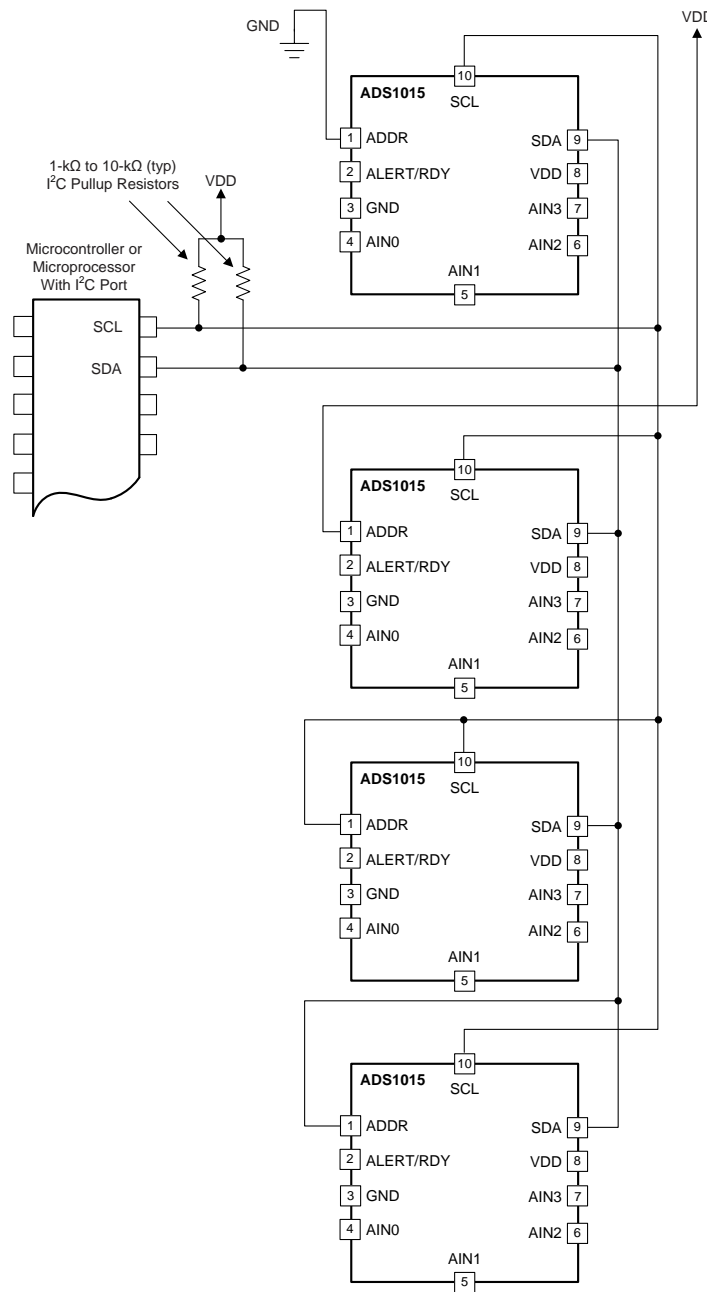 GND
VDD
10
ADS1015
SCL
1 ADDR
SDA 9
2 ALERT/RDY
VDD 8
3 GND
AIN3 7
4 AIN0
AIN2 6
AIN1
5
1-kΩ to 10-kΩ (typ)
I²C Pullup Resistors
VDD
Microcontroller or
Microprocessor
With I²C Port
SCL
SDA
10
ADS1015
SCL
1 ADDR
SDA 9
2 ALERT/RDY
VDD 8
3 GND
AIN3 7
4 AIN0
AIN2 6
AIN1
5
10
ADS1015
SCL
1 ADDR
SDA 9
2 ALERT/RDY
VDD 8
3 GND
AIN3 7
4 AIN0
AIN2 6
AIN1
5
10
ADS1015
SCL
1 ADDR
SDA 9
2 ALERT/RDY
VDD 8
3 GND
AIN3 7
4 AIN0
AIN2 6
AIN1
5